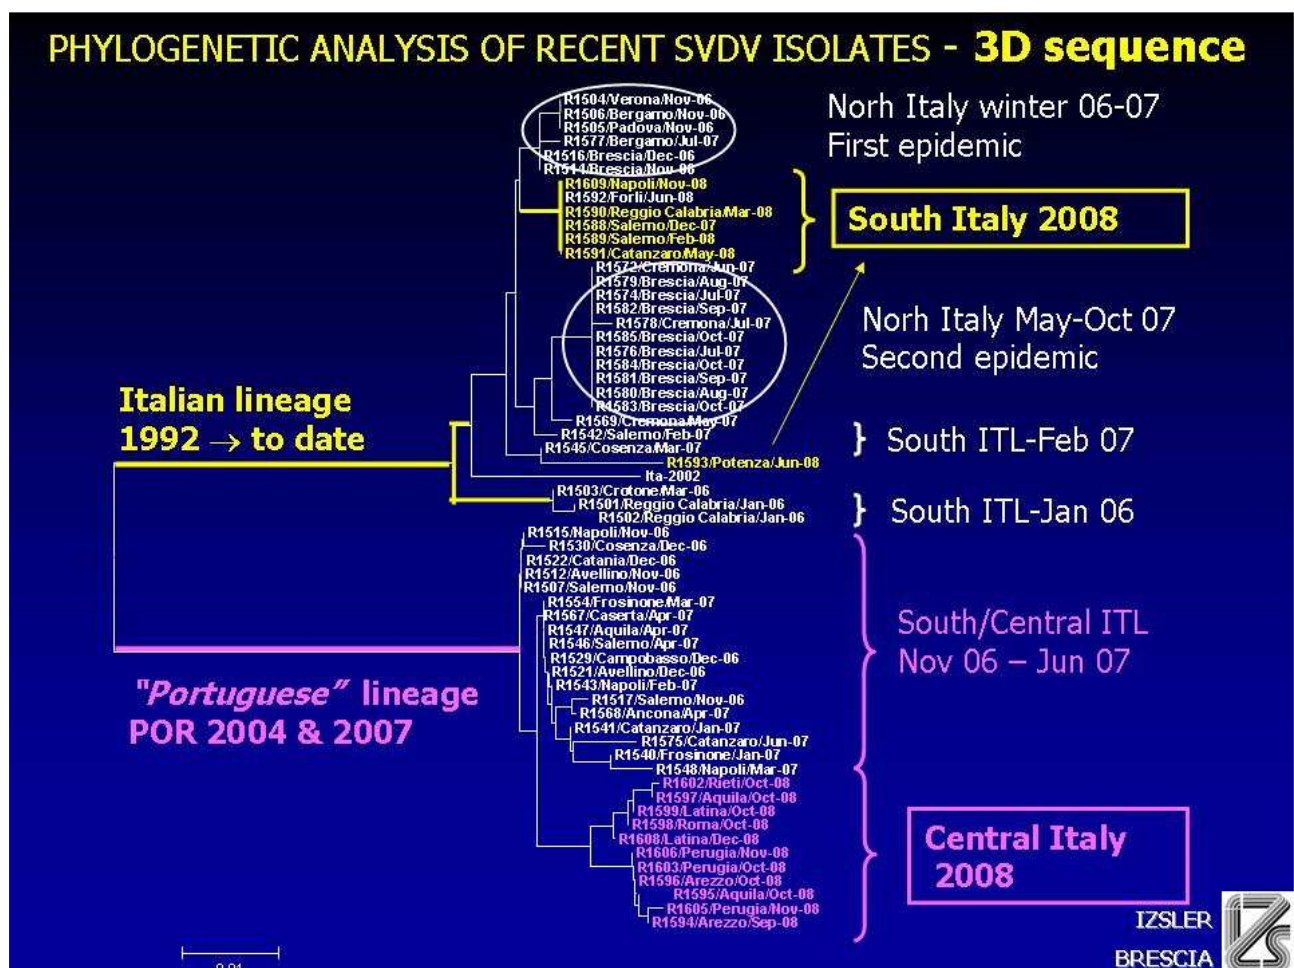 PHYLOGENETIC ANALYSIS OF RECENT SVDV ISOLATES - 3D sequence
R1504/Verona/Nov-06
R1506/Bergamo/Nov-06
R1505/Padova/Nov-06
R1577/Bergamo/Jul-07
R1516/Brescia/Dec-06
R1514/Brescia/Nov-06
Norh Italy winter 06-07
First epidemic
R1609/Napoli/Nov-08
R1592/Forlì/Jun-08
R1590/Reggio Calabria/Mar-08
R1588/Salerno/Dec-07
R1589/Salerno/Feb-08
R1591/Catanzaro/May-08
South Italy 2008
R1572/Cremona/Jun-07
R1579/Brescia/Aug-07
R1574/Brescia/Jul-07
R1582/Brescia/Sep-07
R1578/Cremona/Jul-07
R1585/Brescia/Oct-07
R1576/Brescia/Jul-07
R1584/Brescia/Oct-07
R1581/Brescia/Sep-07
R1580/Brescia/Aug-07
R1583/Brescia/Oct-07
Norh Italy May-Oct 07
Second epidemic
Italian lineage
1992 → to date
R1569/Cremona/May-07
R1542/Salerno/Feb-07
R1545/Cosenza/Mar-07
R1593/Potenza/Jun-08
South ITL-Feb 07
Ita-2002
R1503/Crotone/Mar-06
R1501/Reggio Calabria/Jan-06
R1502/Reggio Calabria/Jan-06
South ITL-Jan 06
R1515/Napoli/Nov-06
R1530/Cosenza/Dec-06
R1522/Catania/Dec-06
R1512/Avellino/Nov-06
R1507/Salerno/Nov-06
R1554/Frosinone/Mar-07
R1567/Caserta/Apr-07
R1547/Aquila/Apr-07
R1546/Salerno/Apr-07
R1529/Campobasso/Dec-06
R1521/Avellino/Dec-06
R1543/Napoli/Feb-07
R1517/Salerno/Nov-06
R1568/Ancona/Apr-07
R1541/Catanzaro/Jan-07
R1575/Catanzaro/Jun-07
R1540/Frosinone/Jan-07
R1548/Napoli/Mar-07
South/Central ITL
Nov 06 – Jun 07
"Portuguese" lineage
POR 2004 & 2007
R1602/Rieti/Oct-08
R1597/Aquila/Oct-08
R1599/Latina/Oct-08
R1598/Roma/Oct-08
R1608/Latina/Dec-08
R1606/Perugia/Nov-08
R1603/Perugia/Oct-08
R1596/Arezzo/Oct-08
R1595/Aquila/Oct-08
R1605/Perugia/Nov-08
R1594/Arezzo/Sep-08
Central Italy
2008
IZSLER
BRESCIA